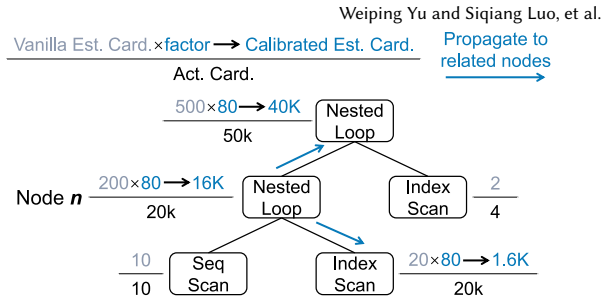 Weiping Yu and Siqiang Luo, et al.
Vanilla Est. Card.×factor→Calibrated Est. Card.
Act. Card.
Propagate to
related nodes
500×80→40K
50k
Nested
Loop
Node n
200×80→16K
20k
Nested
Loop
Index
Scan
2
4
10
10
Seq
Scan
Index
Scan
20×80→1.6K
20k